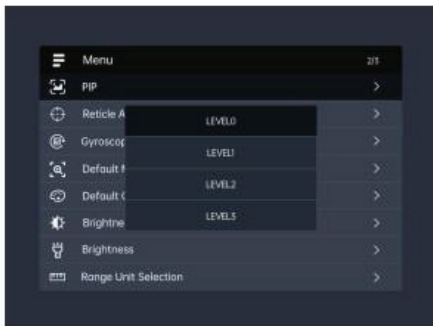 Menu 2/3
PIP
Reticle A
LEVEL0
Gyroscop
LEVEL1
Default
LEVEL2
Default
LEVEL3
Brightne
Brightness
Range Unit Selection